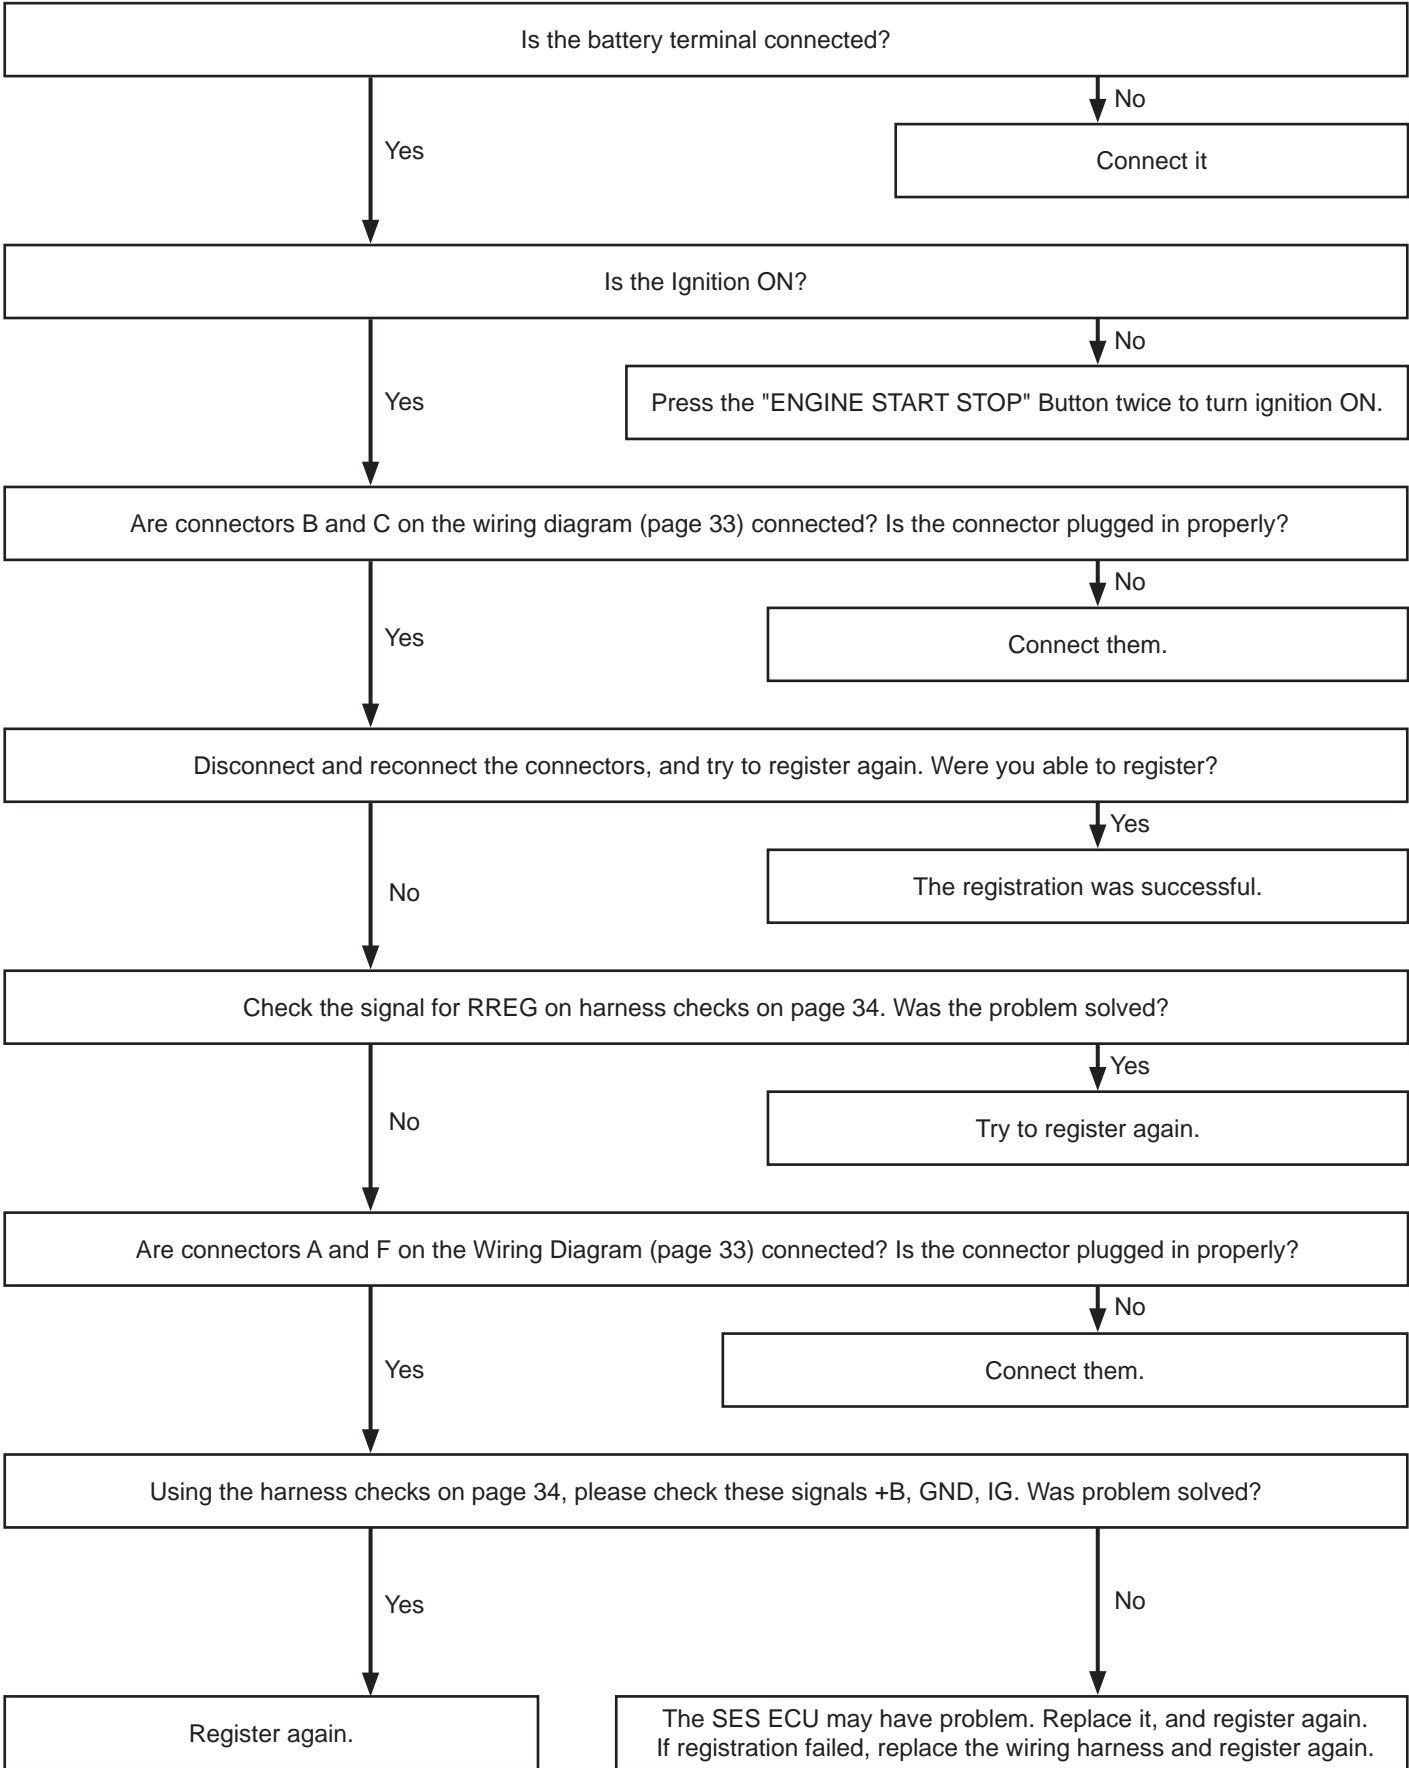 Is the battery terminal connected?
No
Yes
Connect it
Is the Ignition ON?
No
Yes
Press the "ENGINE START STOP" Button twice to turn ignition ON.
Are connectors B and C on the wiring diagram (page 33) connected? Is the connector plugged in properly?
No
Yes
Connect them.
Disconnect and reconnect the connectors, and try to register again. Were you able to register?
Yes
No
The registration was successful.
Check the signal for RREG on harness checks on page 34. Was the problem solved?
Yes
No
Try to register again.
Are connectors A and F on the Wiring Diagram (page 33) connected? Is the connector plugged in properly?
No
Yes
Connect them.
Using the harness checks on page 34, please check these signals +B, GND, IG. Was problem solved?
Yes
No
Register again.
The SES ECU may have problem. Replace it, and register again.
If registration failed, replace the wiring harness and register again.